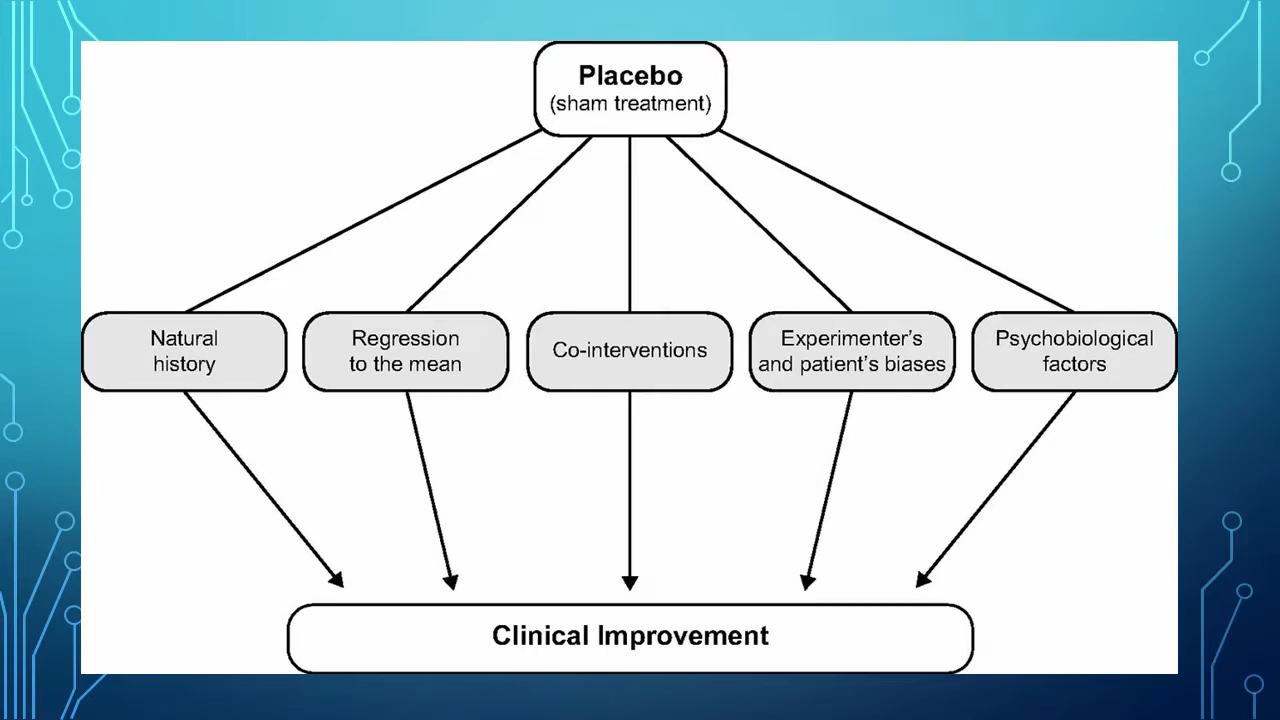 Placebo
(sham treatment)
Natural
history
Regression
to the mean
Co-interventions
Experimenter's
and patient's biases
Psychobiological
factors
Clinical Improvement